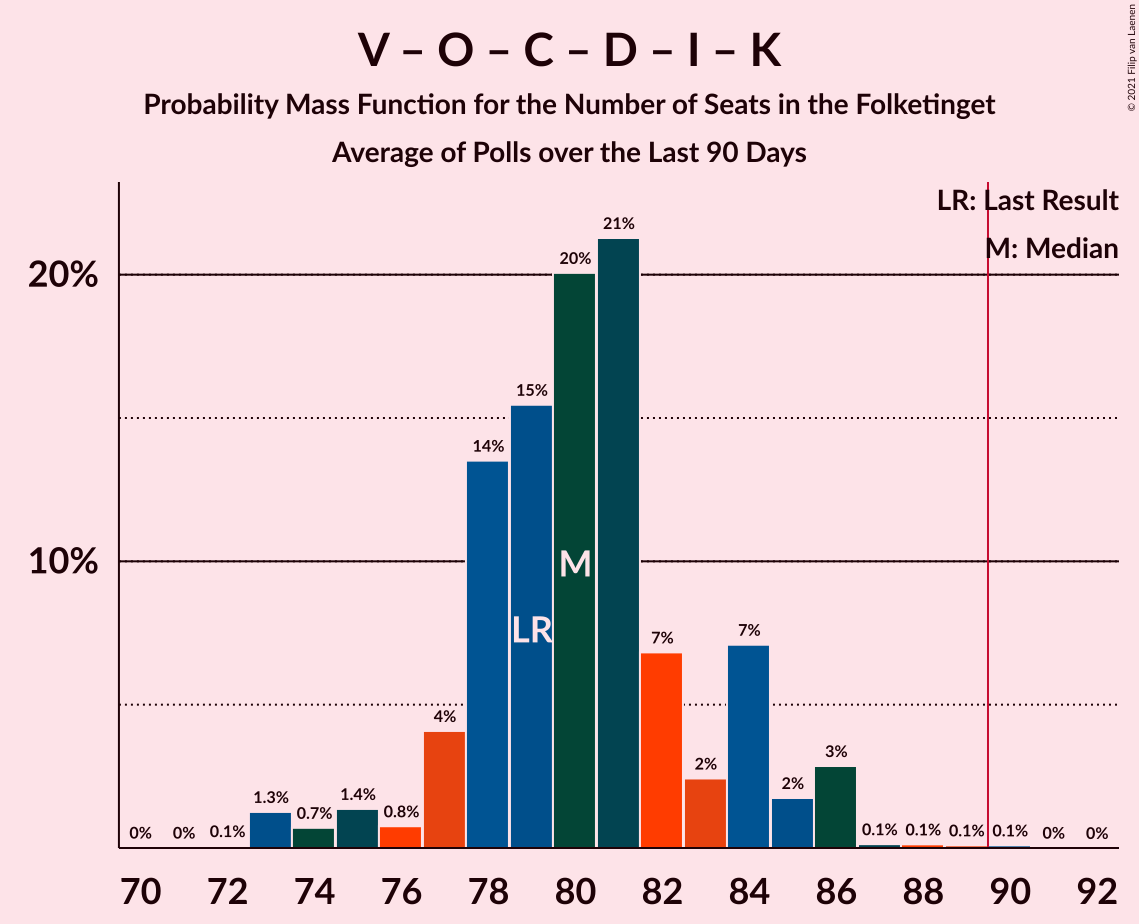 V – O – C – D – I – K
Probability Mass Function for the Number of Seats in the Folketinget
Average of Polls over the Last 90 Days
© 2021 Filip van Laenen
LR: Last Result
M: Median
20%
10%
0%
0%
0.1%
1.3%
0.7%
1.4%
0.8%
4%
14%
15%
20%
21%
7%
2%
7%
2%
3%
0.1%
0.1%
0.1%
0.1%
0%
0%
LR
M
70 72 74 76 78 80 82 84 86 88 90 92